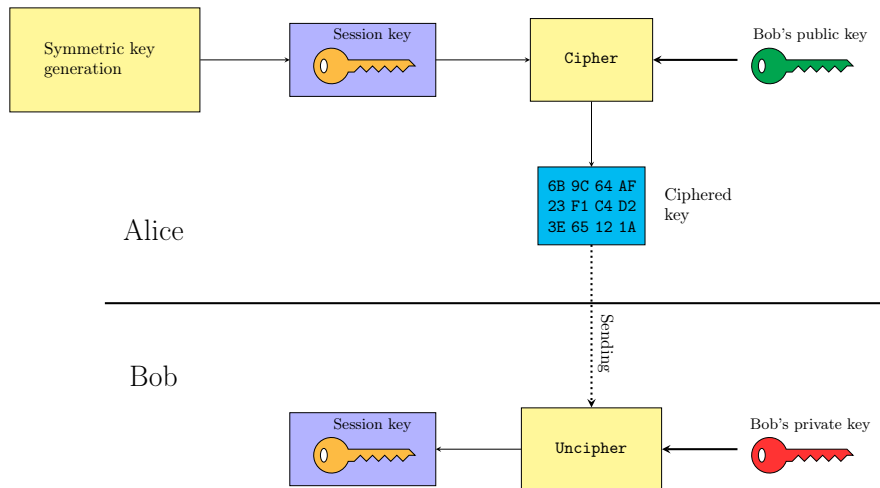 Symmetric key
generation
Session key
Cipher
Bob's public key
6B 9C 64 AF
23 F1 C4 D2
3E 65 12 1A
Ciphered
key
Alice
Sending
Bob
Session key
Uncipher
Bob's private key